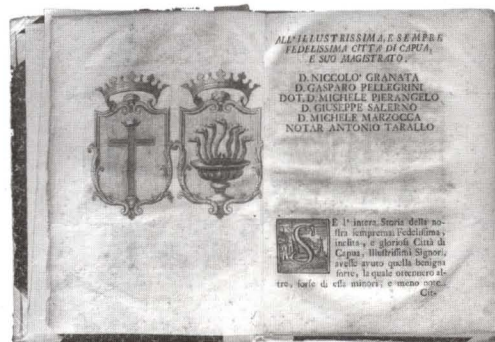 ALL' ILLUSTRISSIMA, E SEMPRE
FEDELISSIMA CITTA' DI CAPUA,
E SUO MAGISTRATO.
D. NICCOLO' GRANATA
D. GASPARO PELLEGRINI
DOT. D. MICHELE PIERANGELO
D. GIUSEPPE SALERNO
D. MICHELE MARZOCCA
NOTAR ANTONIO TARALLO
SE l'intera Storia della no-
stra sempremai Fedelissima,
inclita, e gloriosa Città di
Capua, Illustrissimi Signori,
avesse avuto quella benigna
sorte, la quale ottennero al-
tre, forse di essa minori, e meno note.
Cit-